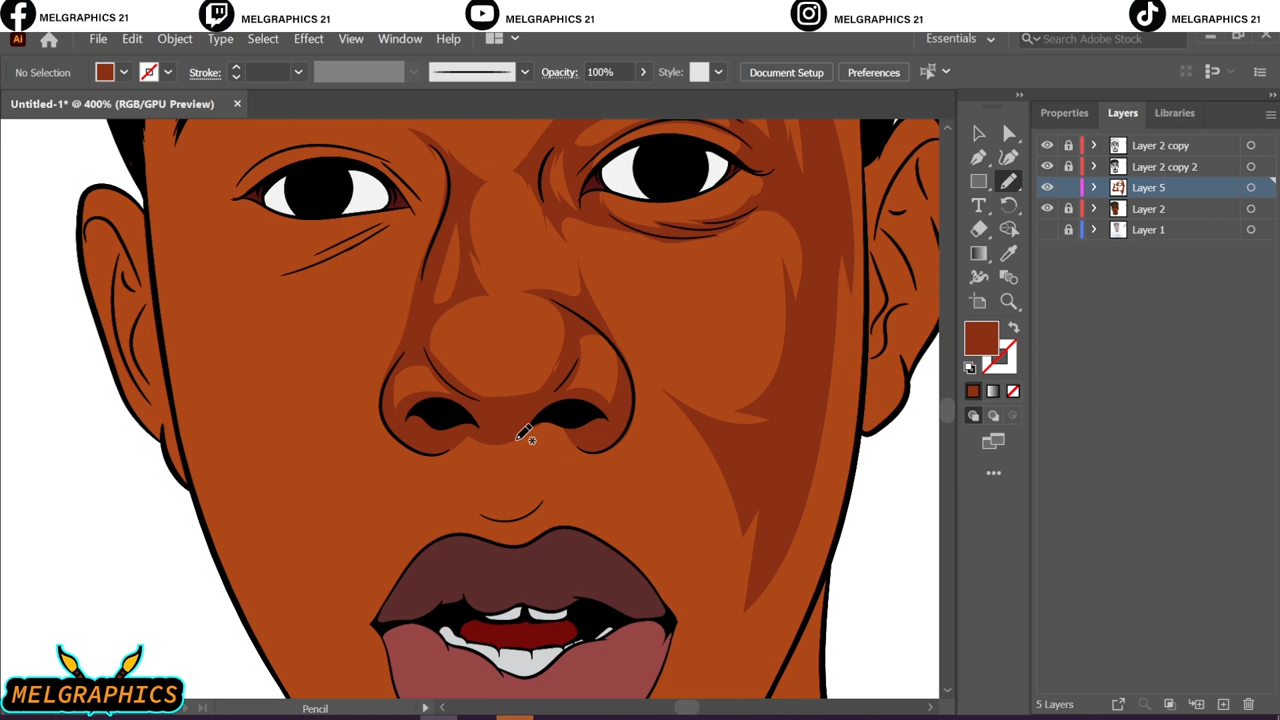 MELGRAPHICS 21
MELGRAPHICS 21
MELGRAPHICS 21
MELGRAPHICS 21
MELGRAPHICS 21
Ai File Edit Object Type Select Effect View Window Help
Essentials
Search Adobe Stock
No Selection
Stroke:
Opacity: 100%
Style:
Document Setup
Preferences
Untitled-1* @ 400% (RGB/GPU Preview)
Properties Layers Libraries
Layer 2 copy
Layer 2 copy 2
Layer 5
Layer 2
Layer 1
MELGRAPHICS
Pencil
5 Layers